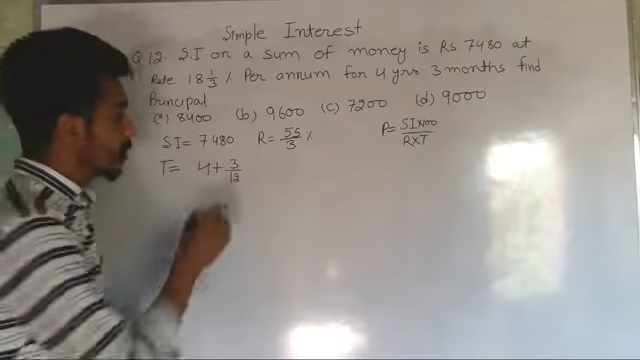 Simple Interest
Q.12. S.I on a sum of money is Rs 7480 at
Rate 18 1/3 % Per annum for 4 yrs 3 months find
Principal
(a) 8400 (b) 9600 (c) 7200 (d) 9000
S.I = 7480 R = 55/3 % P = SI×100/R×T
T = 4 + 3/12